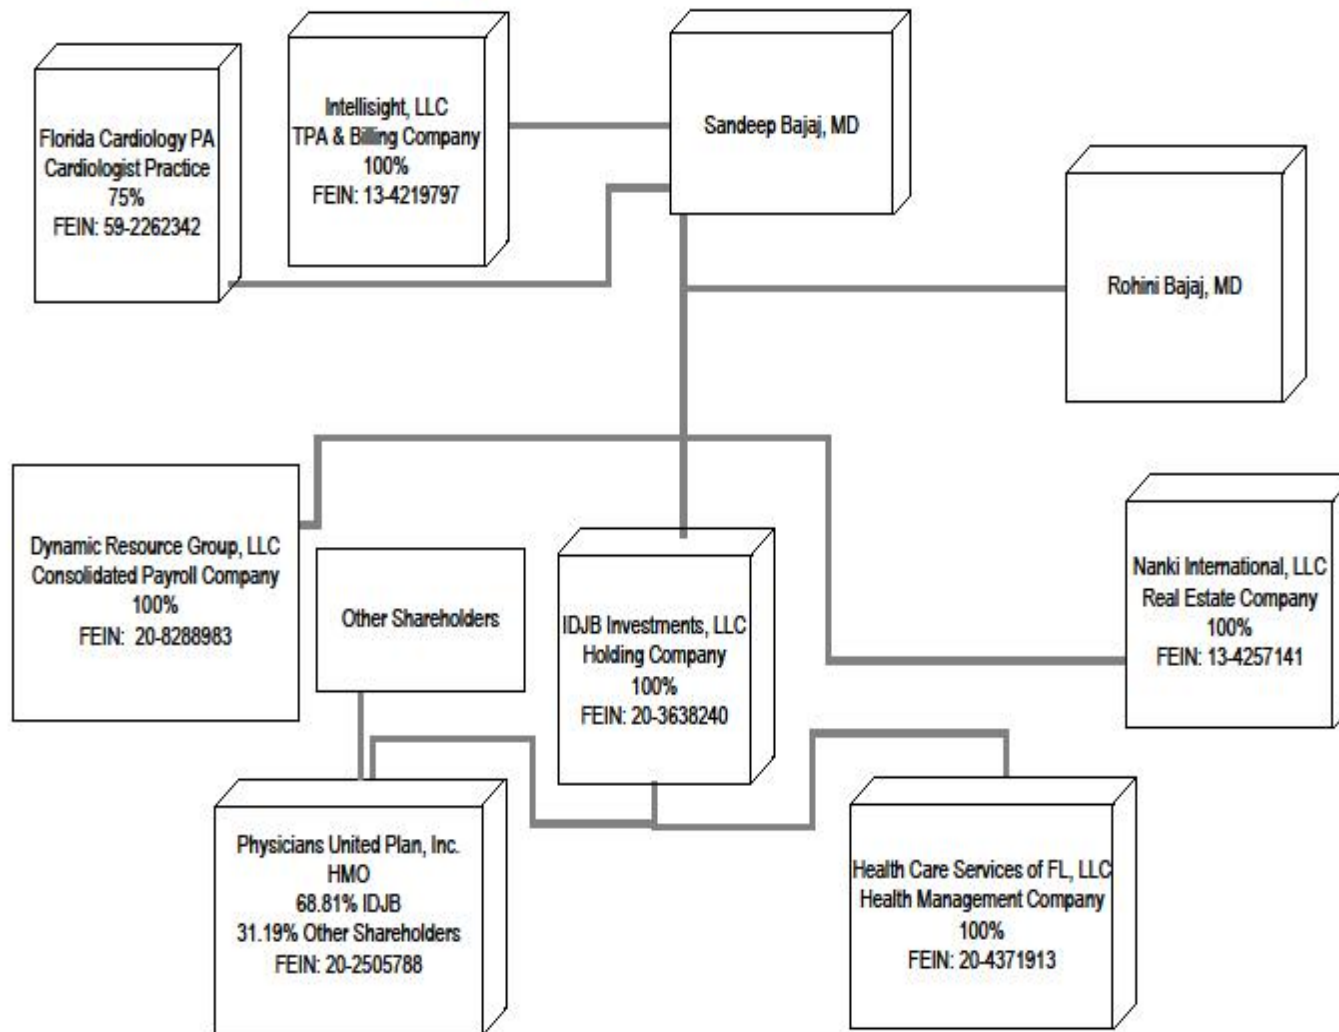 Florida Cardiology PA
Cardiologist Practice
75%
FEIN: 59-2262342
Intellisight, LLC
TPA & Billing Company
100%
FEIN: 13-4219797
Sandeep Bajaj, MD
Rohini Bajaj, MD
Dynamic Resource Group, LLC
Consolidated Payroll Company
100%
FEIN: 20-8288983
Other Shareholders
IDJB Investments, LLC
Holding Company
100%
FEIN: 20-3638240
Nanki International, LLC
Real Estate Company
100%
FEIN: 13-4257141
Physicians United Plan, Inc.
HMO
68.81% IDJB
31.19% Other Shareholders
FEIN: 20-2505788
Health Care Services of FL, LLC
Health Management Company
100%
FEIN: 20-4371913